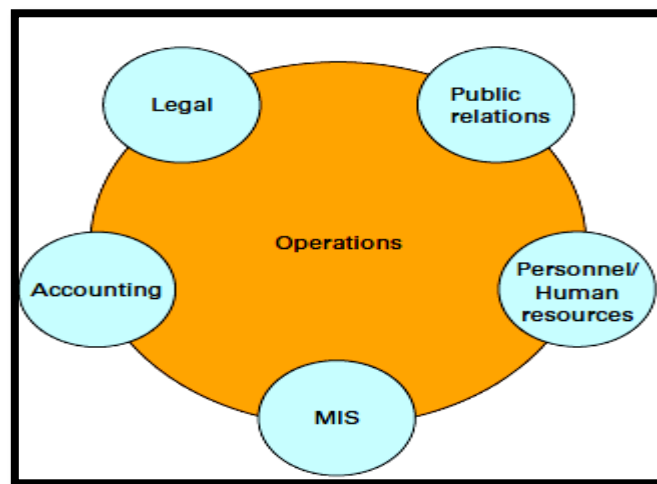 Legal
Public
relations
Operations
Accounting
Personnel/
Human
resources
MIS